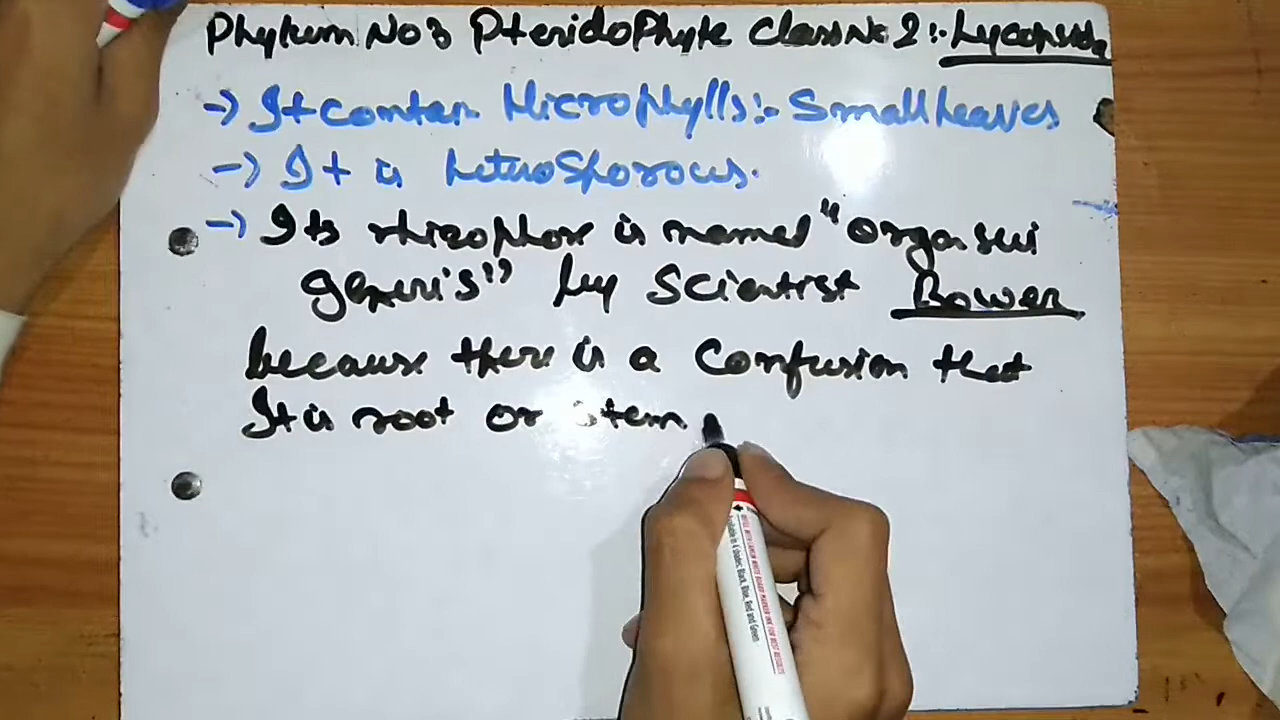 Phylum No 3 Pteridophyte Class No 2:- Lycopsida
→ It contain Microphylls:- Small leaves
→ It is heterosporous.
→ Its rhizophore is named "organ sui
generis" by scientist Bower
because there is a confusion that
It is root or stem